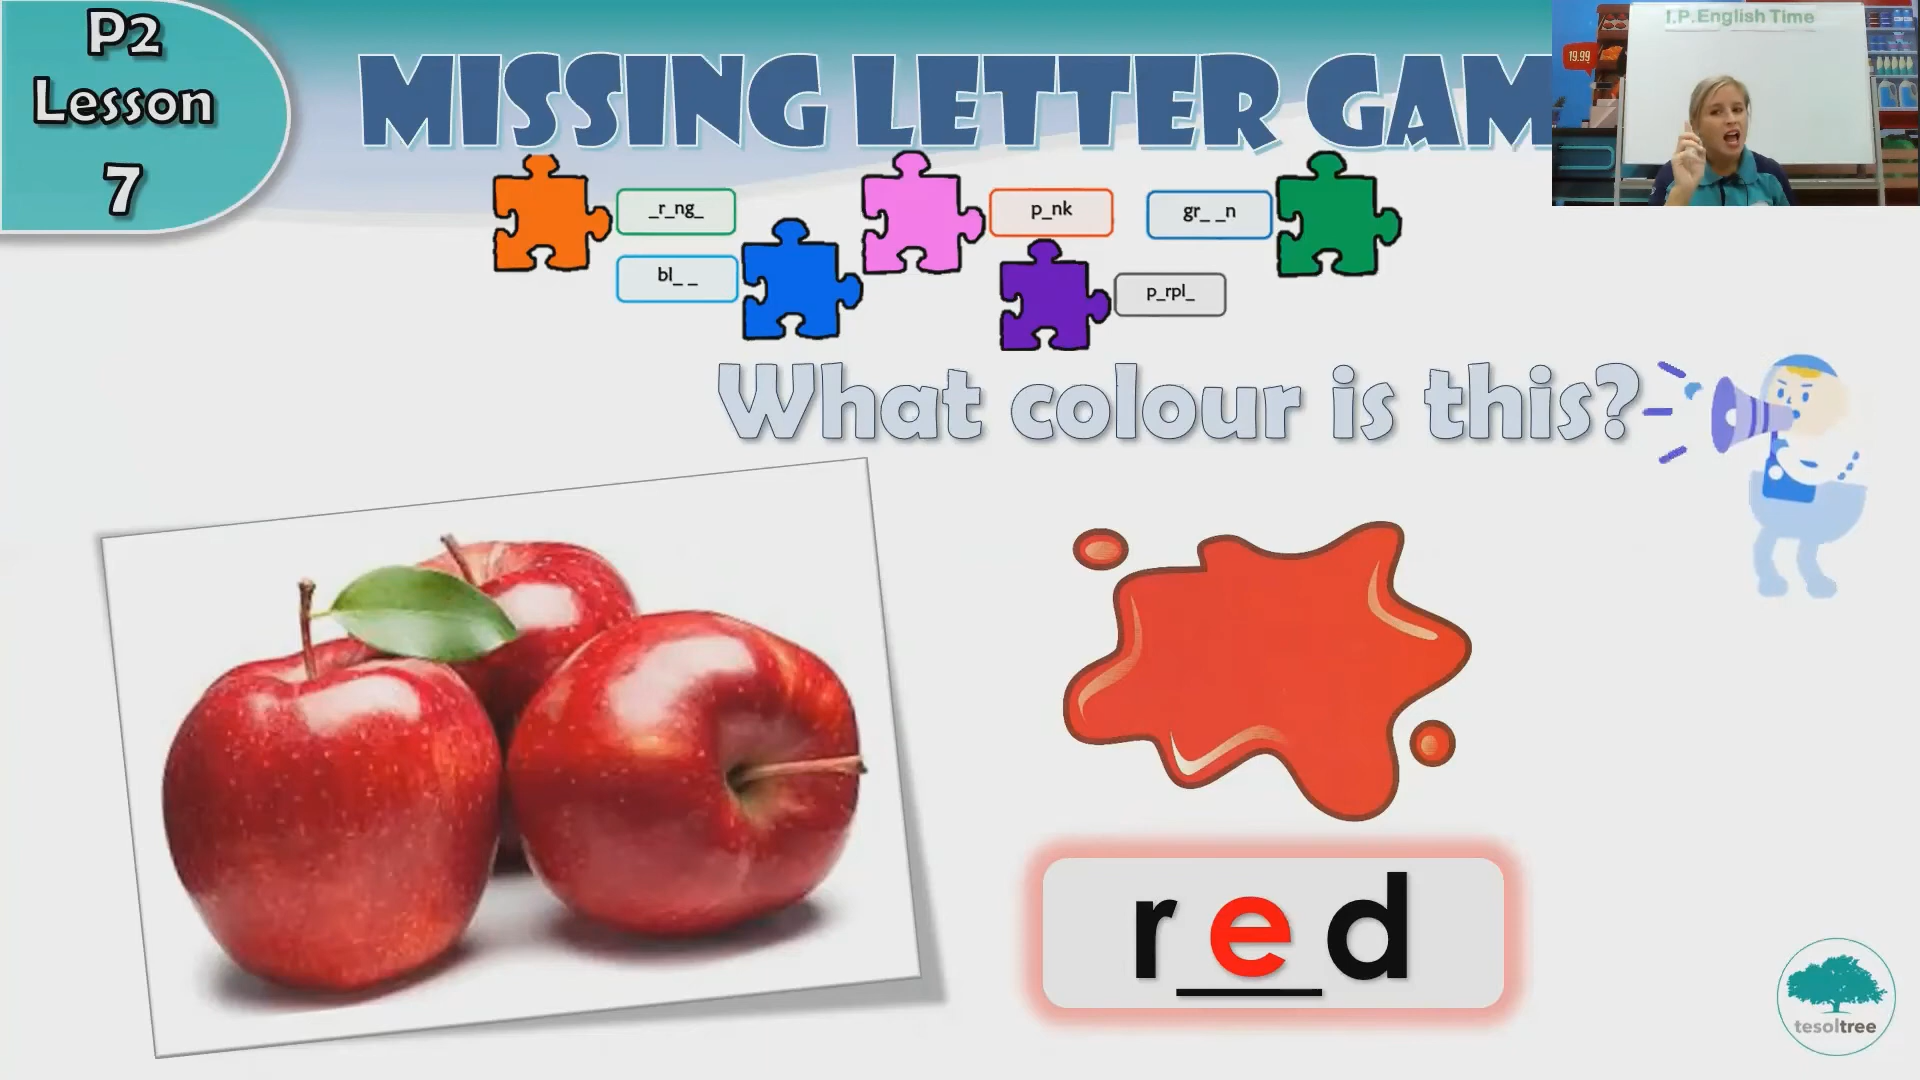 P2
Lesson
7
MISSING LETTER GAM
I.P.English Time
19.99
_r_ng_
p_nk
gr_ _n
bl_ _
p_rpl_
What colour is this?
r e d
tesoltree